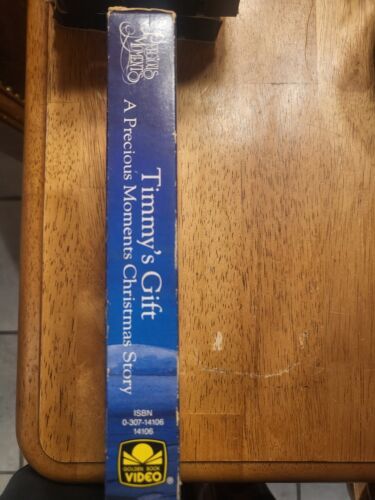 Precious
Moments
Timmy's Gift
A Precious Moments Christmas Story
ISBN
0-307-14106
14106
GOLDEN BOOK
VIDEO